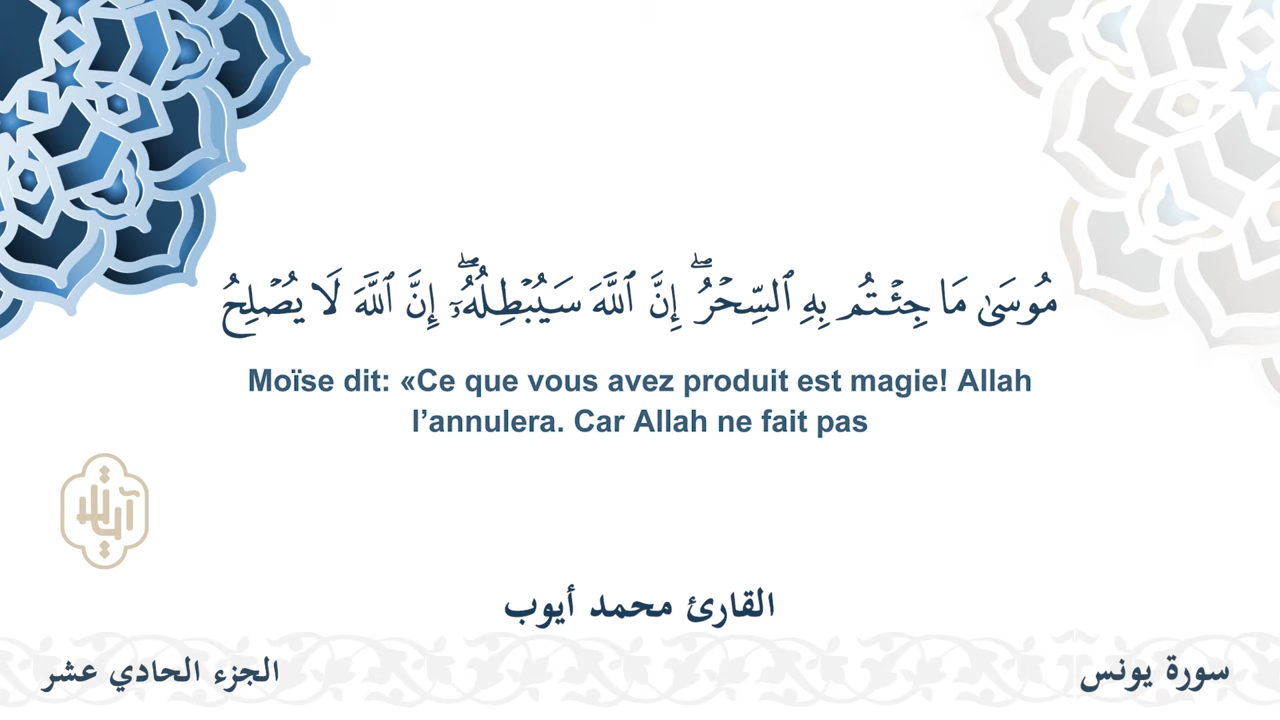 مُوسَىٰ مَا جِئْتُم بِهِ ٱلسِّحْرُ ۖ إِنَّ ٱللَّهَ سَيُبْطِلُهُۥٓ ۖ إِنَّ ٱللَّهَ لَا يُصْلِحُ
Moïse dit: «Ce que vous avez produit est magie! Allah
l’annulera. Car Allah ne fait pas
القارئ محمد أيوب
سورة يونس
الجزء الحادي عشر